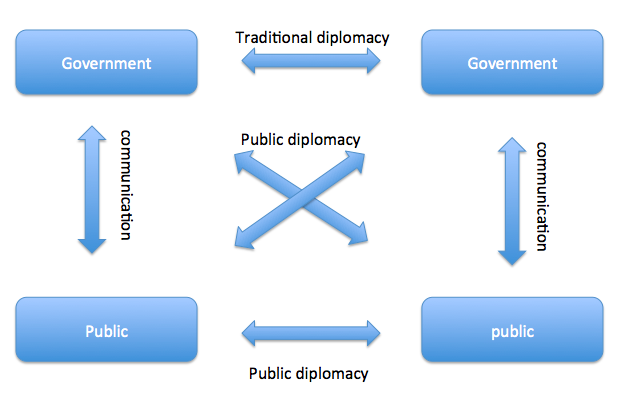 Traditional diplomacy
Government
Government
Public diplomacy
communication
communication
Public
public
Public diplomacy